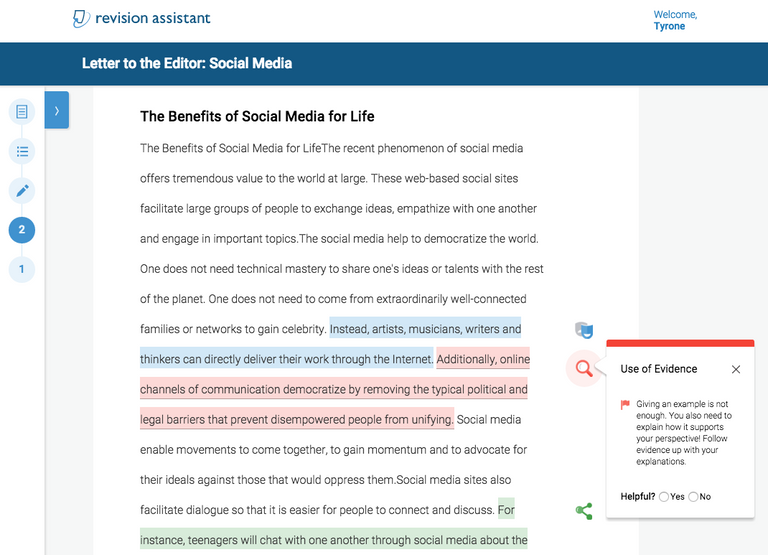 revision assistant
Welcome,
Tyrone
Letter to the Editor: Social Media
The Benefits of Social Media for Life
The Benefits of Social Media for LifeThe recent phenomenon of social media
offers tremendous value to the world at large. These web-based social sites
facilitate large groups of people to exchange ideas, empathize with one another
and engage in important topics.The social media help to democratize the world.
One does not need technical mastery to share one's ideas or talents with the rest
of the planet. One does not need to come from extraordinarily well-connected
families or networks to gain celebrity. Instead, artists, musicians, writers and
thinkers can directly deliver their work through the Internet. Additionally, online
channels of communication democratize by removing the typical political and
legal barriers that prevent disempowered people from unifying. Social media
enable movements to come together, to gain momentum and to advocate for
their ideals against those that would oppress them.Social media sites also
facilitate dialogue so that it is easier for people to connect and discuss. For
instance, teenagers will chat with one another through social media about the
2
1
Use of Evidence
Giving an example is not
enough. You also need to
explain how it supports
your perspective! Follow
evidence up with your
explanations.
Helpful? Yes No